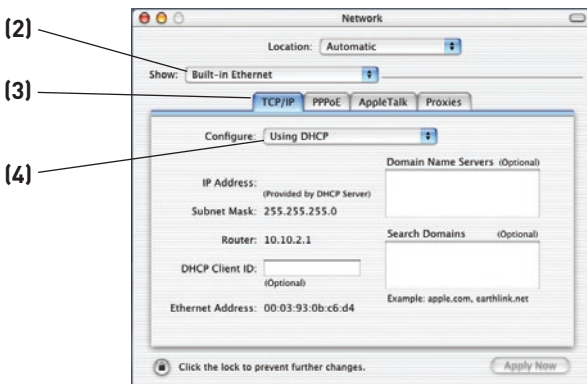 Network
Location: Automatic
(2)
Show: Built-in Ethernet
(3)
TCP/IP PPPoE AppleTalk Proxies
(4)
Configure: Using DHCP
Domain Name Servers (Optional)
IP Address:
(Provided by DHCP Server)
Subnet Mask: 255.255.255.0
Router: 10.10.2.1
Search Domains (Optional)
DHCP Client ID:
(Optional)
Example: apple.com, earthlink.net
Ethernet Address: 00:03:93:0b:c6:d4
Click the lock to prevent further changes.
Apply Now